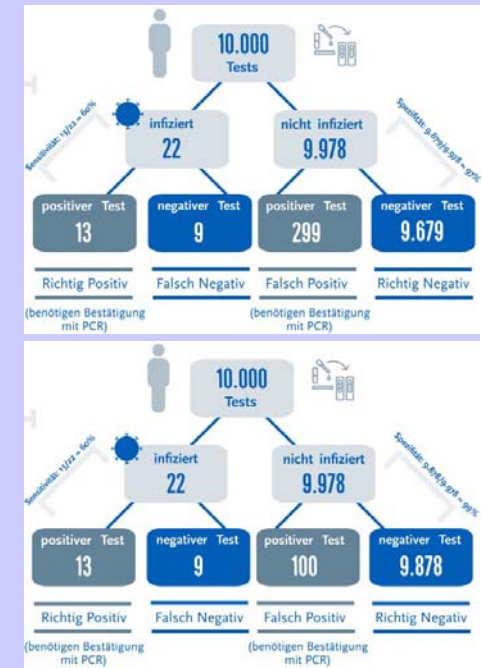 10.000
Tests
infiziert
22
nicht infiziert
9.978
Sensitivität: 13/22 = 60%
Spezifität: 9.679/9.978 = 97%
positiver Test
13
negativer Test
9
positiver Test
299
negativer Test
9.679
Richtig Positiv
Falsch Negativ
Falsch Positiv
Richtig Negativ
(benötigen Bestätigung
mit PCR)
(benötigen Bestätigung
mit PCR)
10.000
Tests
infiziert
22
nicht infiziert
9.978
Sensitivität: 13/22 = 60%
Spezifität: 9.878/9.978 = 99%
positiver Test
13
negativer Test
9
positiver Test
100
negativer Test
9.878
Richtig Positiv
Falsch Negativ
Falsch Positiv
Richtig Negativ
(benötigen Bestätigung
mit PCR)
(benötigen Bestätigung
mit PCR)